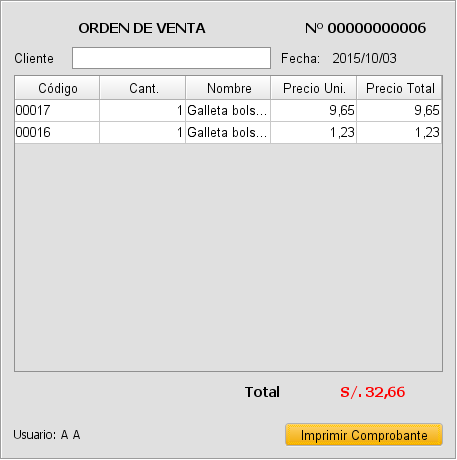 ORDEN DE VENTA Nº 00000000006
Cliente Fecha: 2015/10/03
Código Cant. Nombre Precio Uni. Precio Total
00017 1 Galleta bols... 9,65 9,65
00016 1 Galleta bols... 1,23 1,23
Total S/. 32,66
Usuario: A A Imprimir Comprobante